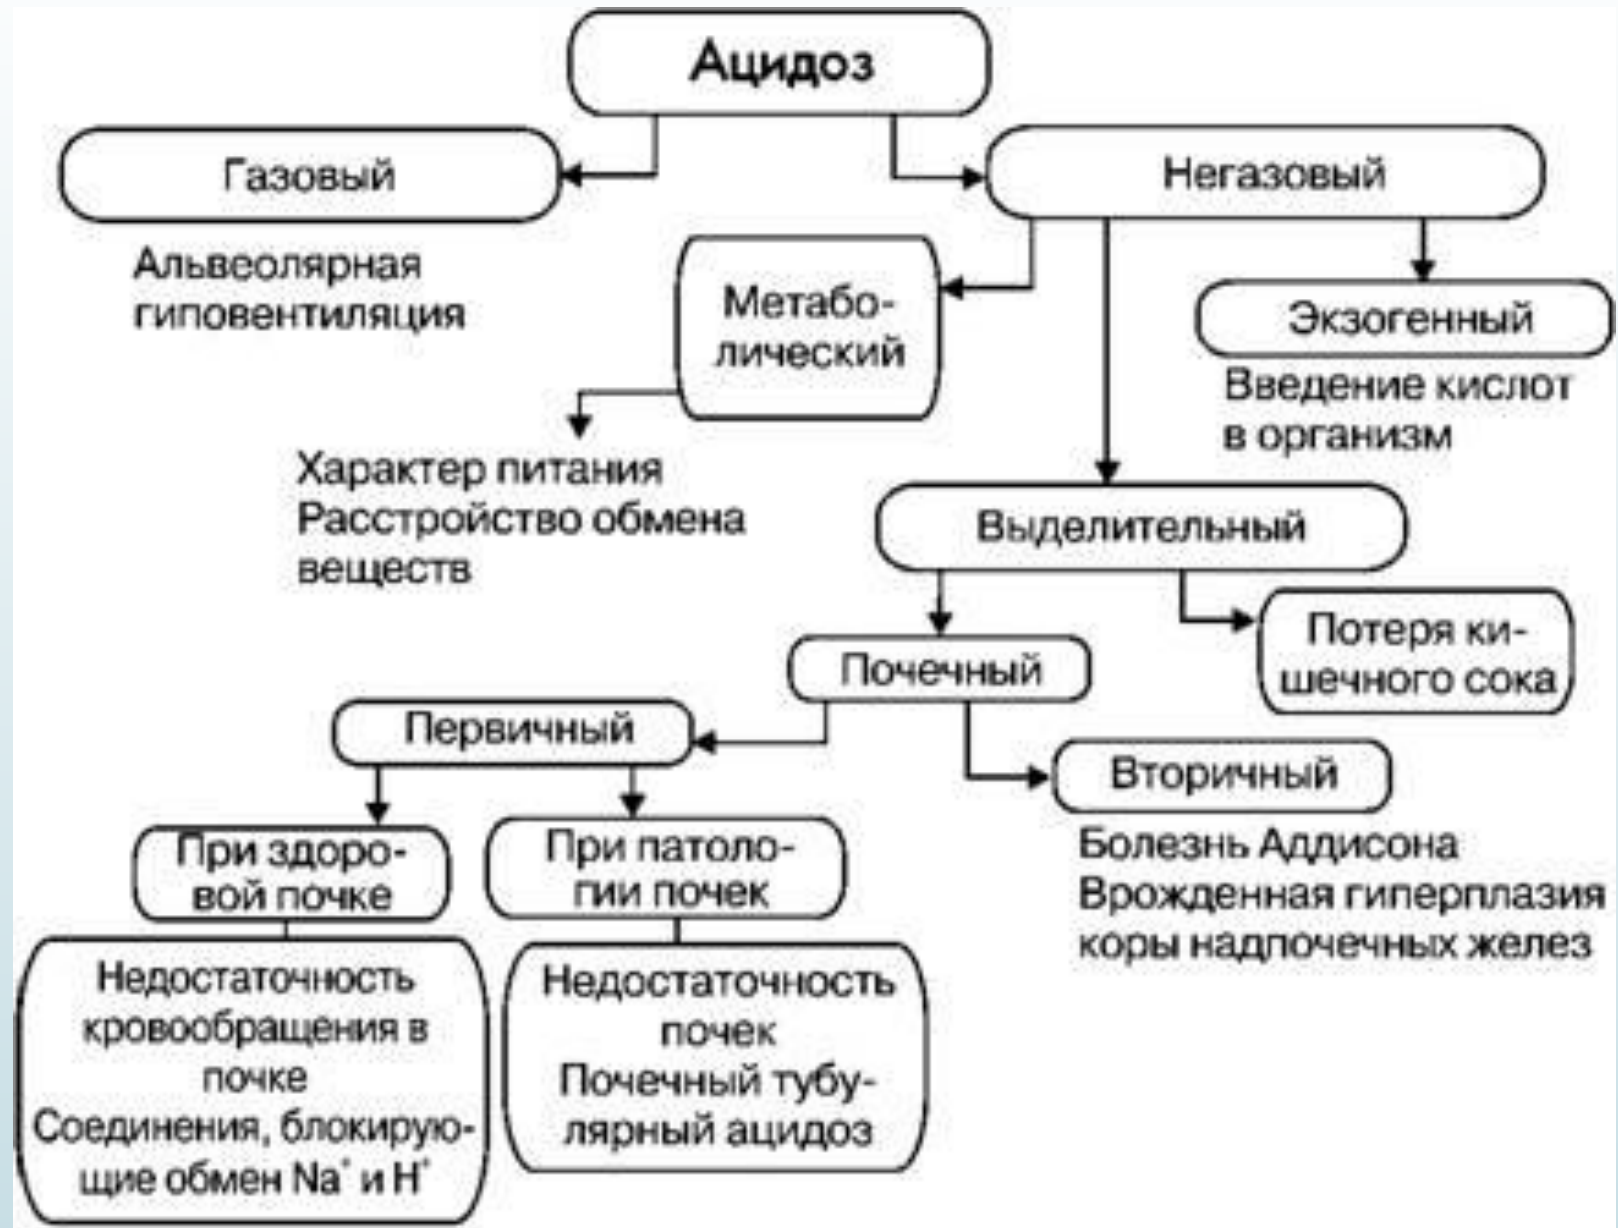 Ацидоз
Газовый
Негазовый
Альвеолярная
гиповентиляция
Метабо-
лический
Экзогенный
Введение кислот
в организм
Характер питания
Расстройство обмена
веществ
Выделительный
Почечный
Потеря ки-
шечного сока
Первичный
Вторичный
При здоро-
вой почке
При патоло-
гии почек
Болезнь Аддисона
Врожденная гиперплазия
коры надпочечных желез
Недостаточность
кровообращения в
почке
Соединения, блокирую-
щие обмен Na⁺ и H⁺
Недостаточность
почек
Почечный тубу-
лярный ацидоз